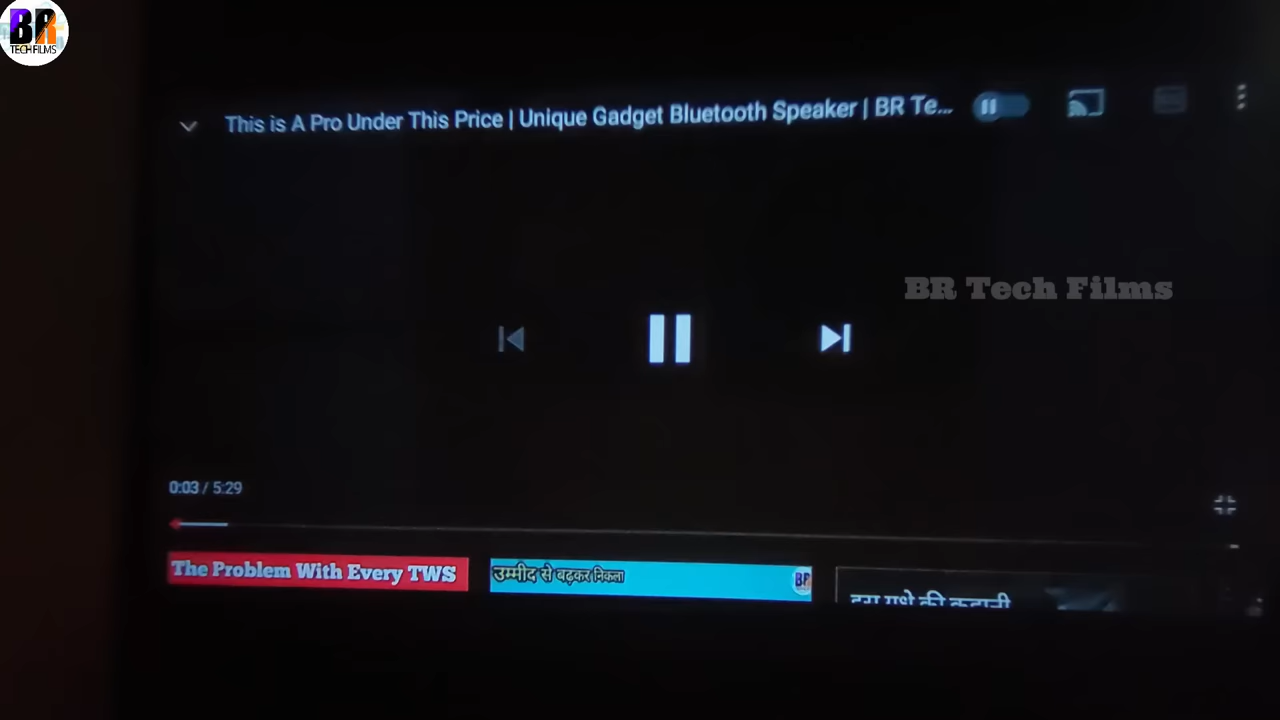 BR
TECH FILMS
This is A Pro Under This Price | Unique Gadget Bluetooth Speaker | BR Te...
BR Tech Films
0:03 / 5:29
The Problem With Every TWS
उम्मीद से बढ़कर निकला
BR
की कहानी